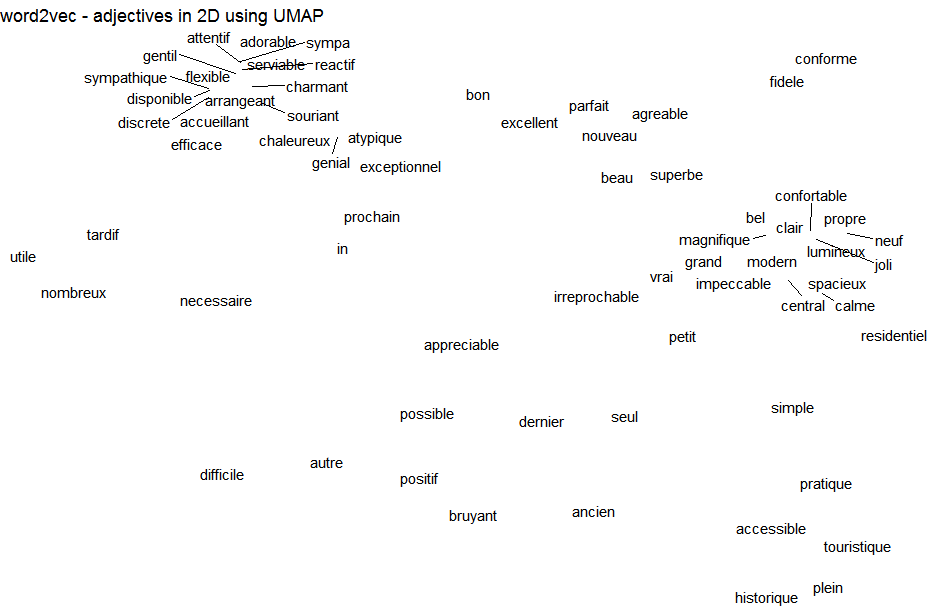 word2vec - adjectives in 2D using UMAP
attentif
adorable
sympa
gentil
serviable
reactif
conforme
sympathique
flexible
charmant
fidele
disponible
arrangeant
bon
parfait
discrete
accueillant
souriant
excellent
agreable
efficace
chaleureux
atypique
nouveau
genial
exceptionnel
beau
superbe
confortable
prochain
bel
clair
propre
tardif
in
magnifique
neuf
utile
grand
modern
lumineux
joli
nombreux
necessaire
vrai
impeccable
spacieux
irreprochable
central
calme
appreciable
petit
residentiel
possible
dernier
seul
simple
autre
difficile
positif
pratique
bruyant
ancien
accessible
touristique
historique
plein